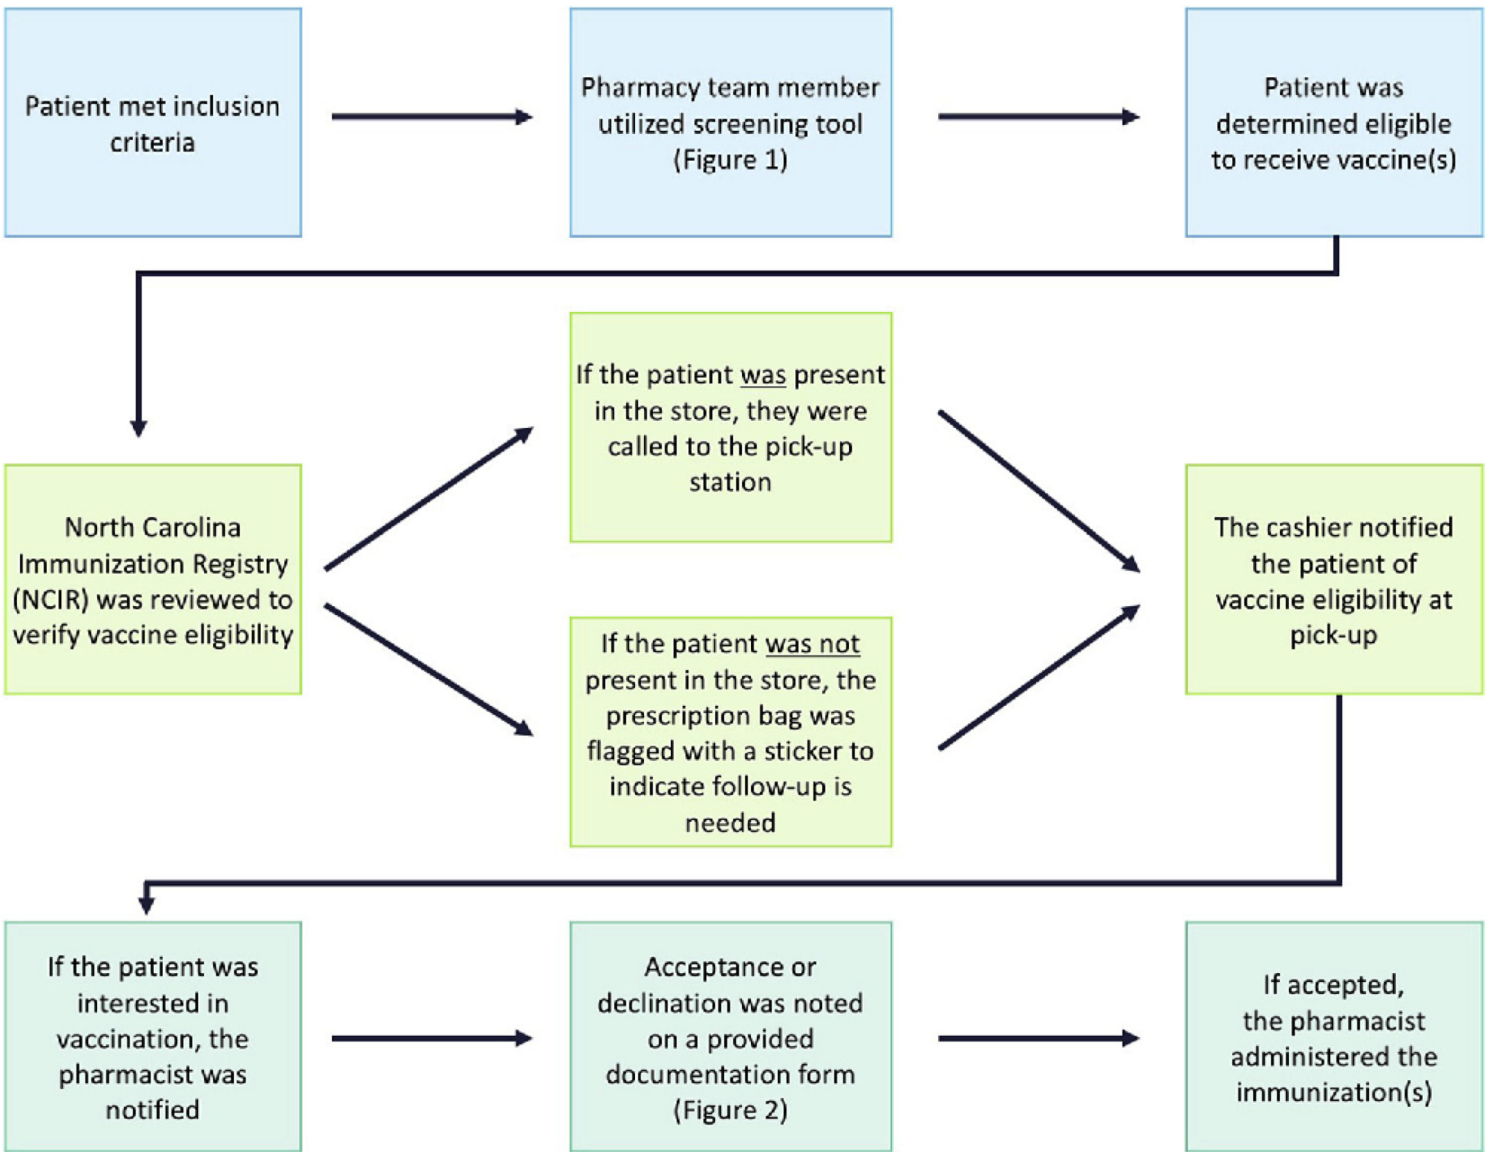 Patient met inclusion
criteria
Pharmacy team member
utilized screening tool
(Figure 1)
Patient was
determined eligible
to receive vaccine(s)
North Carolina
Immunization Registry
(NCIR) was reviewed to
verify vaccine eligibility
If the patient was present
in the store, they were
called to the pick-up
station
If the patient was not
present in the store, the
prescription bag was
flagged with a sticker to
indicate follow-up is
needed
The cashier notified
the patient of
vaccine eligibility at
pick-up
If the patient was
interested in
vaccination, the
pharmacist was
notified
Acceptance or
declination was noted
on a provided
documentation form
(Figure 2)
If accepted,
the pharmacist
administered the
immunization(s)